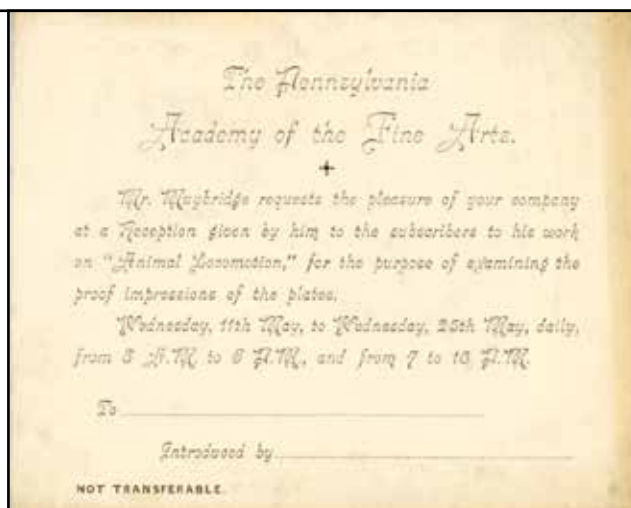 The Pennsylvania
Academy of the Fine Arts.
Mr. Muybridge requests the pleasure of your company
at a Reception given by him to the subscribers to his work
on "Animal Locomotion," for the purpose of examining the
proof impressions of the plates.
Wednesday, 11th May, to Wednesday, 25th May, daily,
from A.M. to 6 P.M., and from 7 to 10 P.M.
To
Introduced by
NOT TRANSFERABLE.